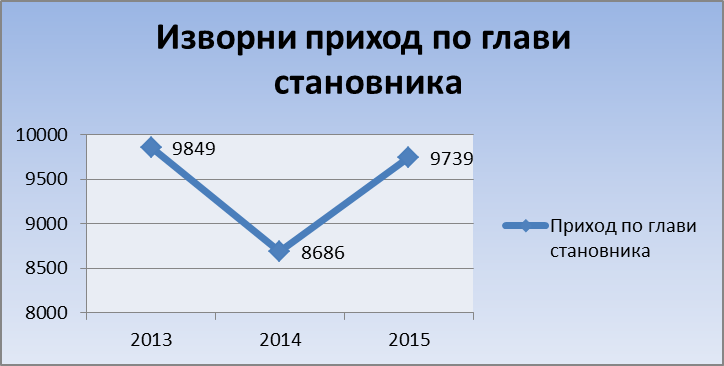 Изворни приход по глави
становника
10000
9500
9000
8500
8000
9849
8686
9739
2013
2014
2015
Приход по глави
становника